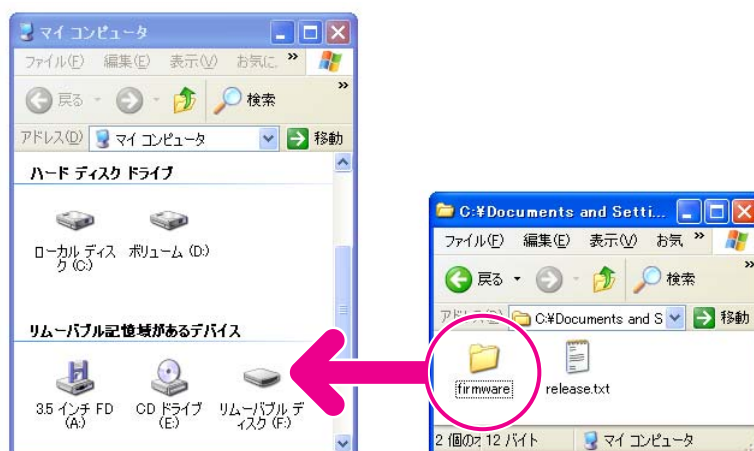 マイ コンピュータ
ファイル(F) 編集(E) 表示(V) お気に »
戻る 検索 »
アドレス(D) マイ コンピュータ 移動
ハード ディスク ドライブ
ローカル ディス
ク (C:)
ボリューム (D:)
リムーバブル記憶域があるデバイス
3.5 インチ FD
(A:)
CD ドライブ
(E:)
リムーバブル デ
ィスク (F:)
C:¥Documents and Setti...
ファイル(F) 編集(E) 表示(V) お気 »
戻る 検索 »
アドレス(D) C:¥Documents and S 移動
firmware
release.txt
2 個のオ 12 バイト マイ コンピュータ